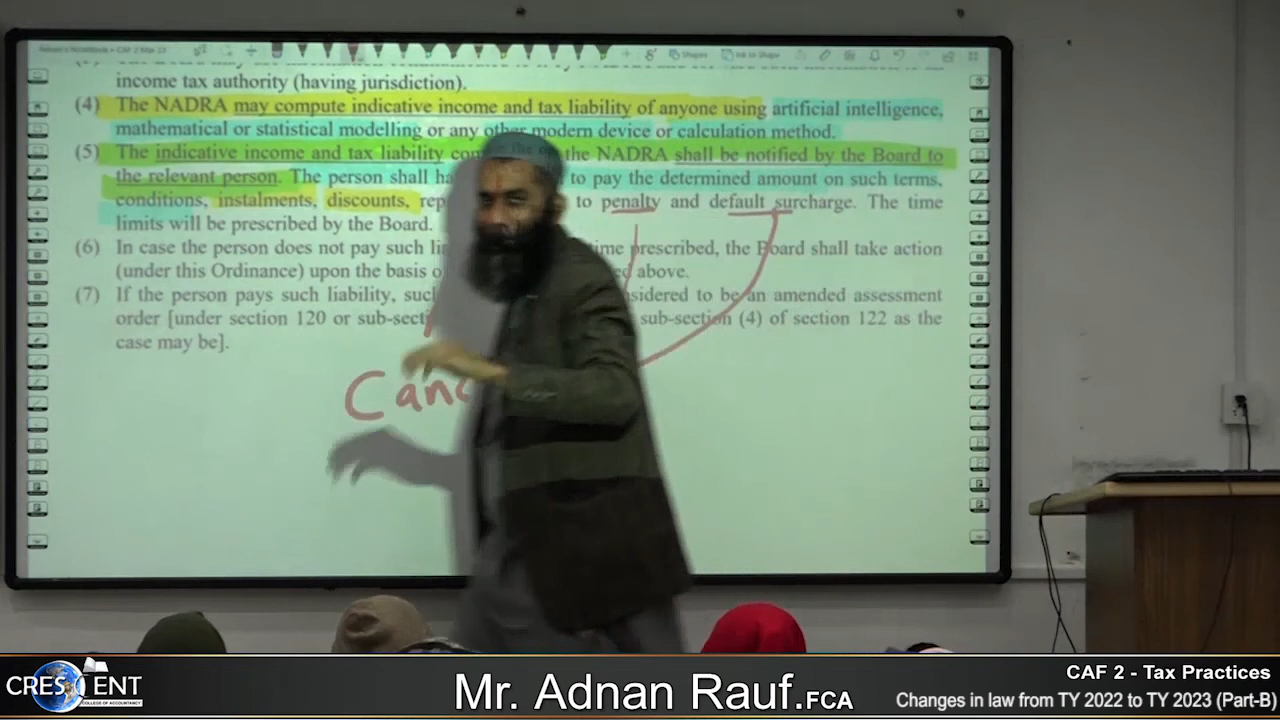 Shapes
Ink to Shape
income tax authority (having jurisdiction).
(4) The NADRA may compute indicative income and tax liability of anyone using artificial intelligence,
mathematical or statistical modelling or any other modern device or calculation method.
(5) The indicative income and tax liability the NADRA shall be notified by the Board to
the relevant person. The person shall to pay the determined amount on such terms,
conditions, instalments, discounts, to penalty and default surcharge. The time
limits will be prescribed by the Board.
(6) In case the person does not pay such time prescribed, the Board shall take action
(under this Ordinance) upon the basis above.
(7) If the person pays such liability, considered to be an amended assessment
order [under section 120 or sub-section (4) of section 122 as the
case may be].
CRESCENT
COLLEGE OF ACCOUNTANCY
Mr. Adnan Rauf.FCA
CAF 2 - Tax Practices
Changes in law from TY 2022 to TY 2023 (Part-B)